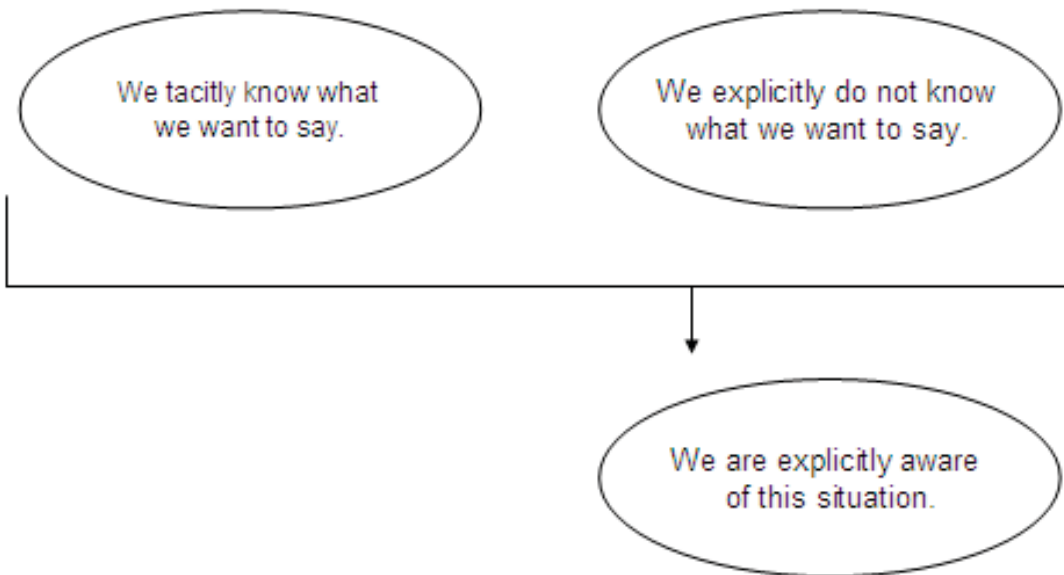 We tacitly know what
we want to say.
We explicitly do not know
what we want to say.
We are explicitly aware
of this situation.